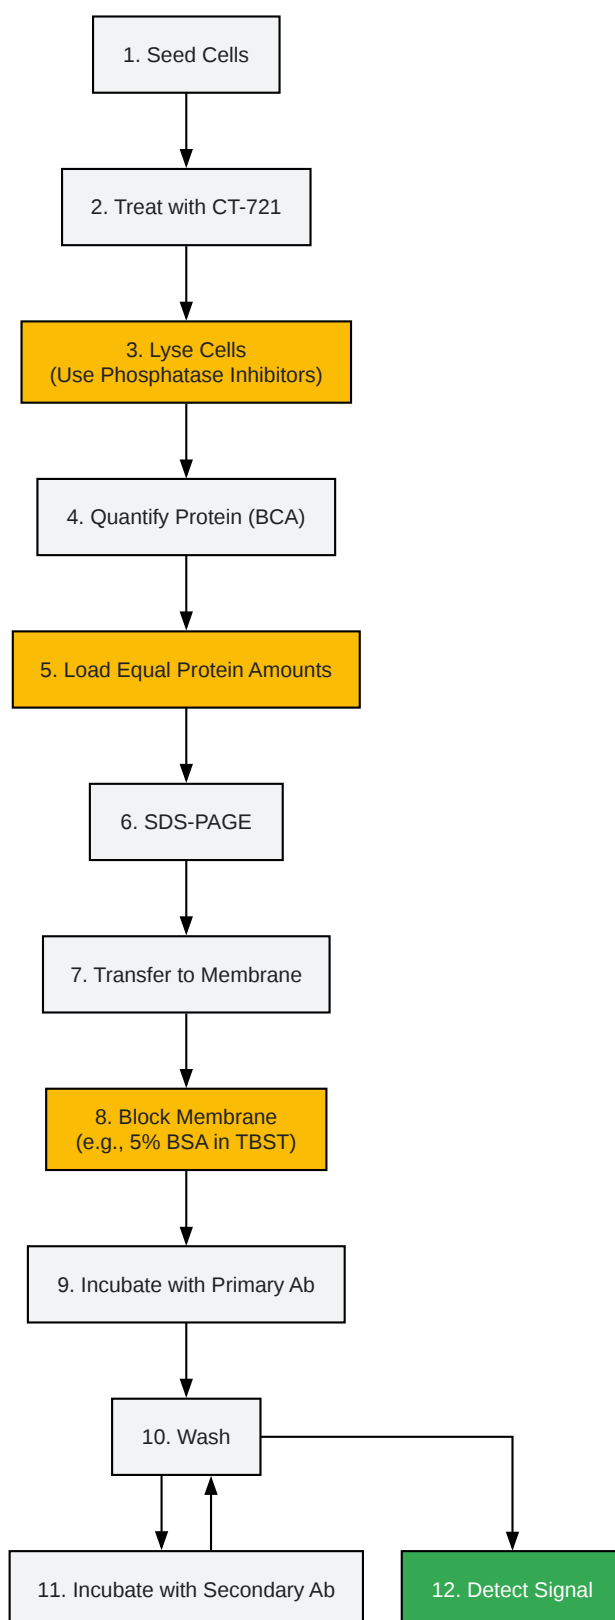 1. Seed Cells
2. Treat with CT-721
3. Lyse Cells
(Use Phosphatase Inhibitors)
4. Quantify Protein (BCA)
5. Load Equal Protein Amounts
6. SDS-PAGE
7. Transfer to Membrane
8. Block Membrane
(e.g., 5% BSA in TBST)
9. Incubate with Primary Ab
10. Wash
11. Incubate with Secondary Ab
12. Detect Signal